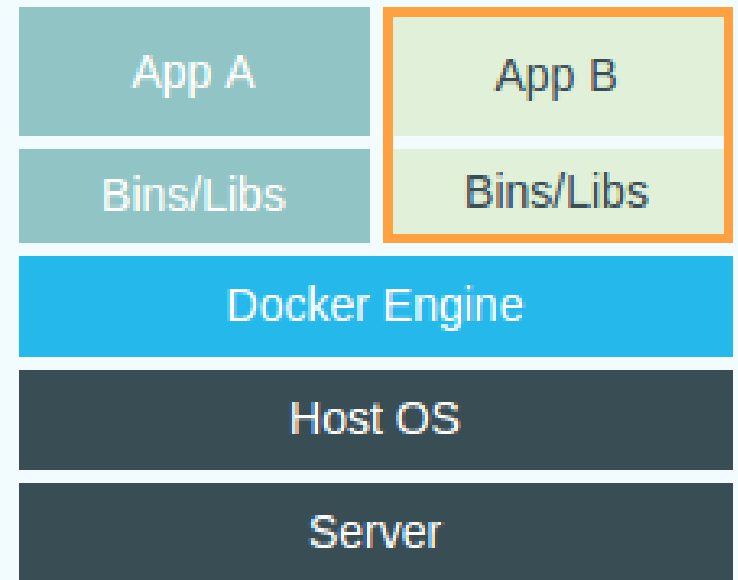 App A
App B
Bins/Libs
Bins/Libs
Docker Engine
Host OS
Server